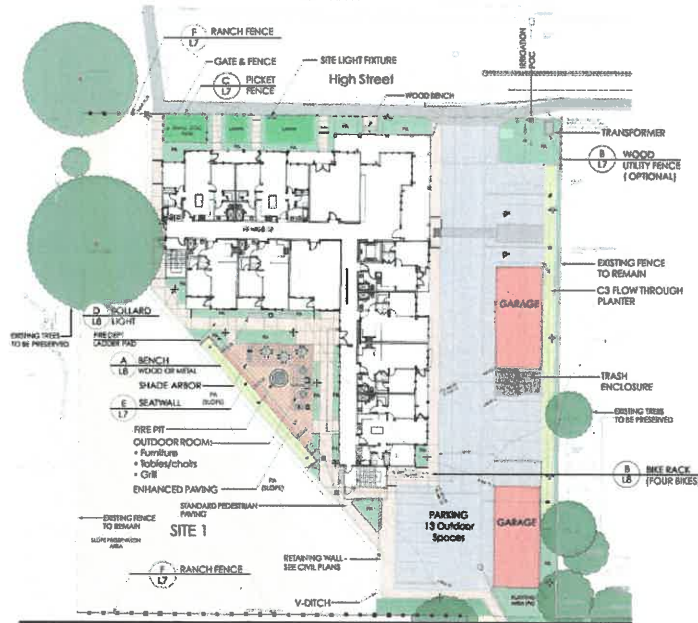 F
L7
RANCH FENCE
GATE & FENCE
C
L7
PICKET
FENCE
SITE LIGHT FIXTURE
High Street
WOOD BENCH
IRRIGATION
POC
TRANSFORMER
B
L7
WOOD
UTILITY FENCE
(OPTIONAL)
EXISTING FENCE
TO REMAIN
C3 FLOW THROUGH
PLANTER
GARAGE
D
L8
BOLLARD
LIGHT
EXISTING TREES
TO BE PRESERVED
FIRE DEPT
LADDER PAD
A
L8
BENCH
WOOD OR METAL
SHADE ARBOR
E
L7
SEATWALL
PA
(SLOPE)
FIRE PIT
OUTDOOR ROOM:
• Furniture
• Tables/chairs
• Grill
ENHANCED PAVING
PA
(SLOPE)
TRASH
ENCLOSURE
EXISTING TREES
TO BE PRESERVED
B
L8
BIKE RACK
(FOUR BIKES)
STANDARD PEDESTRIAN
PAVING
EXISTING FENCE
TO REMAIN
SITE 1
PARKING
13 Outdoor
Spaces
GARAGE
RETAINING WALL
SEE CIVIL PLANS
F
L7
RANCH FENCE
V-DITCH